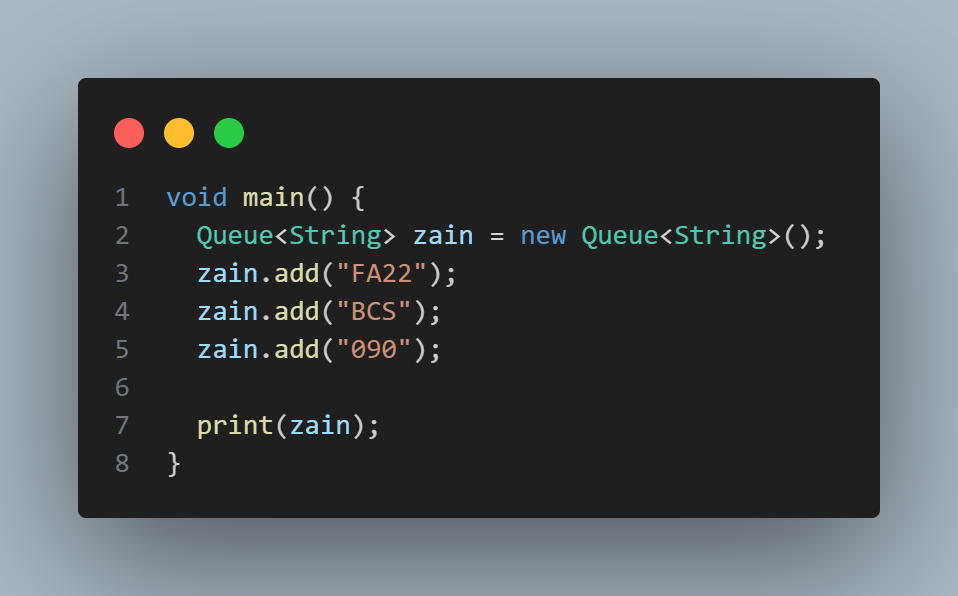 1 void main() {
2 Queue<String> zain = new Queue<String>();
3 zain.add("FA22");
4 zain.add("BCS");
5 zain.add("090");
6
7 print(zain);
8 }